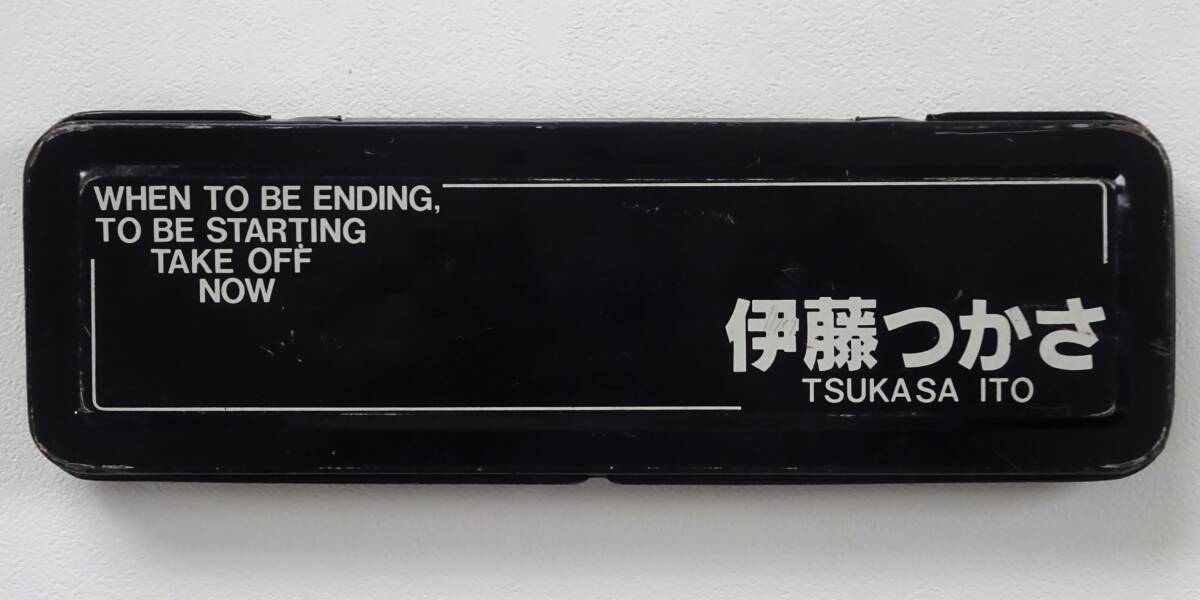 WHEN TO BE ENDING,
TO BE STARTING
TAKE OFF
NOW
伊藤つかさ
TSUKASA ITO